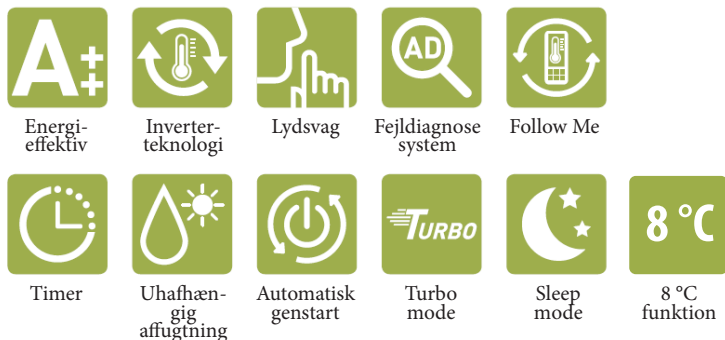 A++
AD
Energi-
effektiv
Inverter-
teknologi
Lydsvag
Fejldiagnose
system
Follow Me
TURBO
8 °C
Timer
Uhafhæn-
gig
affugtning
Automatisk
genstart
Turbo
mode
Sleep
mode
8 °C
funktion